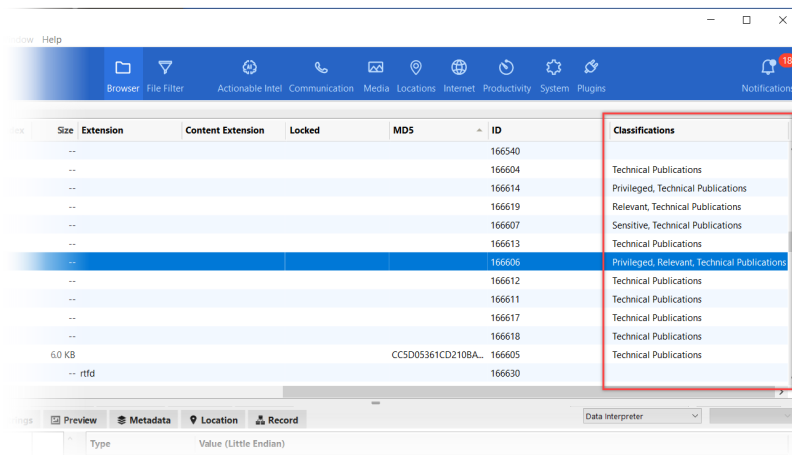 Help
18
Browser File Filter Actionable Intel Communication Media Locations Internet Productivity System Plugins Notifications
Size Extension Content Extension Locked MD5 ID Classifications
-- 166540
-- 166604 Technical Publications
-- 166614 Privileged, Technical Publications
-- 166619 Relevant, Technical Publications
-- 166607 Sensitive, Technical Publications
-- 166613 Technical Publications
-- 166606 Privileged, Relevant, Technical Publications
-- 166612 Technical Publications
-- 166611 Technical Publications
-- 166617 Technical Publications
-- 166618 Technical Publications
6.0 KB CC5D05361CD210BA... 166605 Technical Publications
-- rtfd 166630
Preview Metadata Location Record Data Interpreter
Type Value (Little Endian)